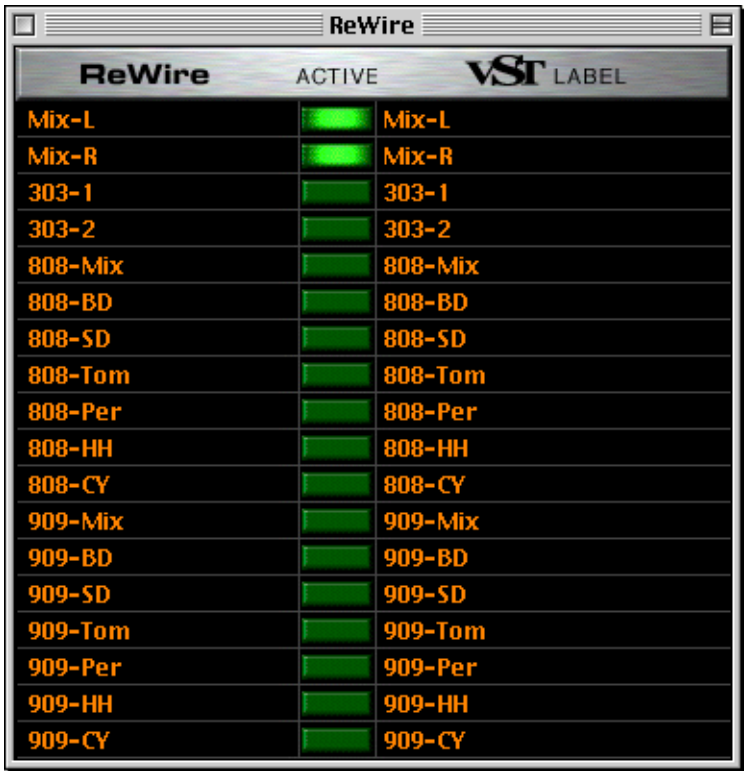 ReWire
ReWire ACTIVE VST LABEL
Mix-L Mix-L
Mix-R Mix-R
303-1 303-1
303-2 303-2
808-Mix 808-Mix
808-BD 808-BD
808-SD 808-SD
808-Tom 808-Tom
808-Per 808-Per
808-HH 808-HH
808-CY 808-CY
909-Mix 909-Mix
909-BD 909-BD
909-SD 909-SD
909-Tom 909-Tom
909-Per 909-Per
909-HH 909-HH
909-CY 909-CY